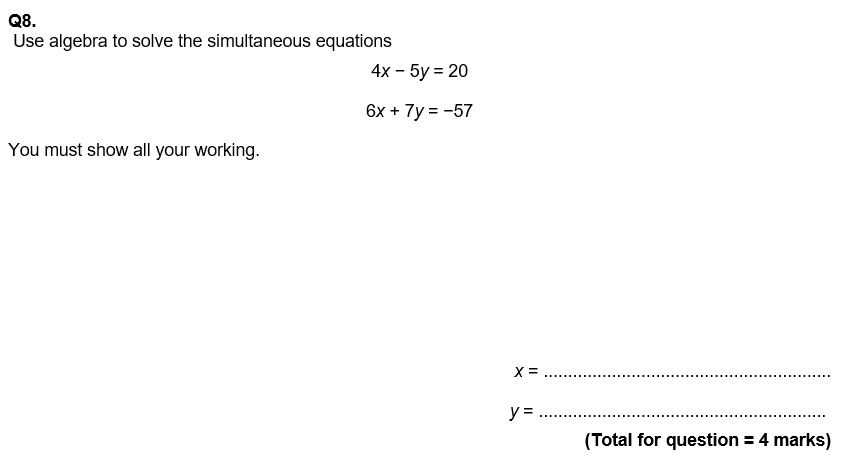 Q8.
Use algebra to solve the simultaneous equations
4x − 5y = 20
6x + 7y = −57
You must show all your working.
x = ...........................................................
y = ...........................................................
(Total for question = 4 marks)